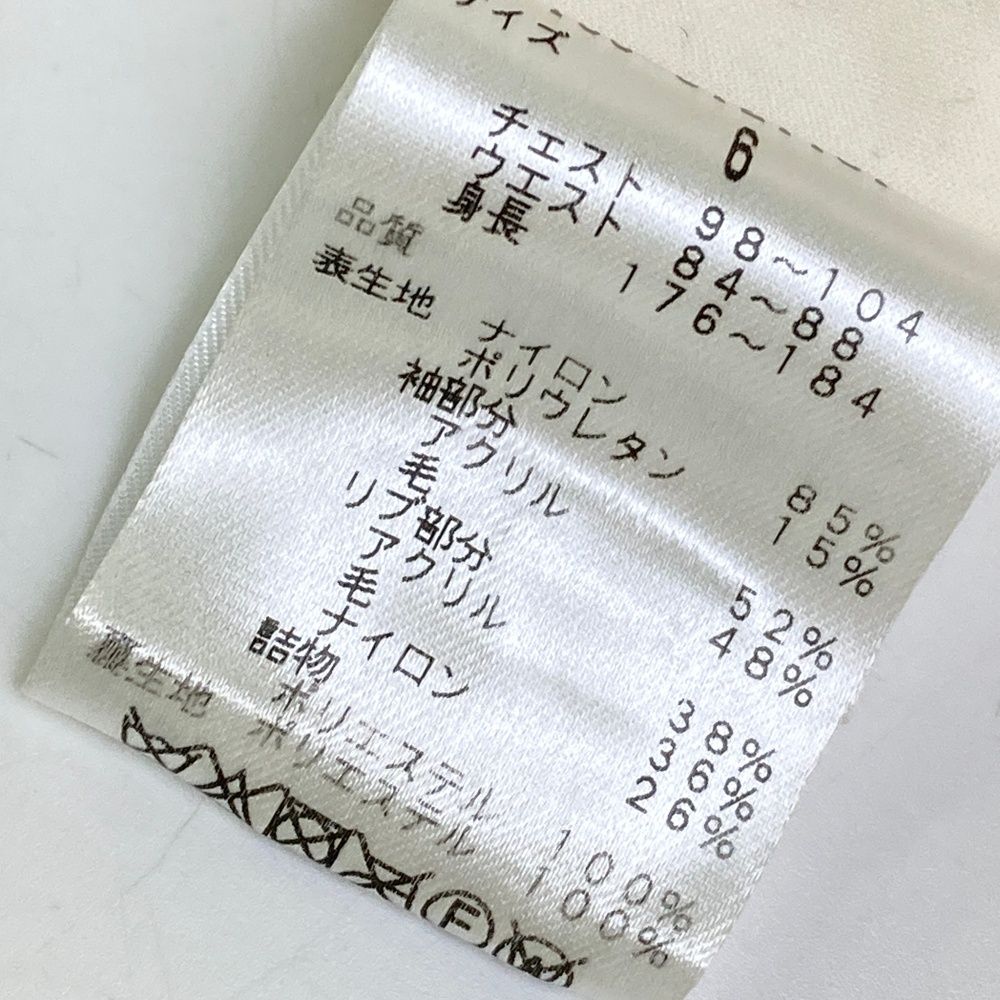 サイズ
6
チェスト 98～104
ウエスト 84～88
身長 176～184
品質
表生地
ナイロン 85%
ポリウレタン 15%
袖部分
アクリル 52%
毛 48%
リブ部分
アクリル 38%
毛 36%
ナイロン 26%
詰物
ポリエステル 100%
裏生地 ポリエステル 100%
F
W